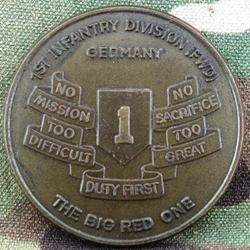 1ST INFANTRY DIVISION (FWD)
GERMANY
NO
MISSION
TOO
DIFFICULT
1
NO
SACRIFICE
TOO
GREAT
DUTY FIRST
THE BIG RED ONE